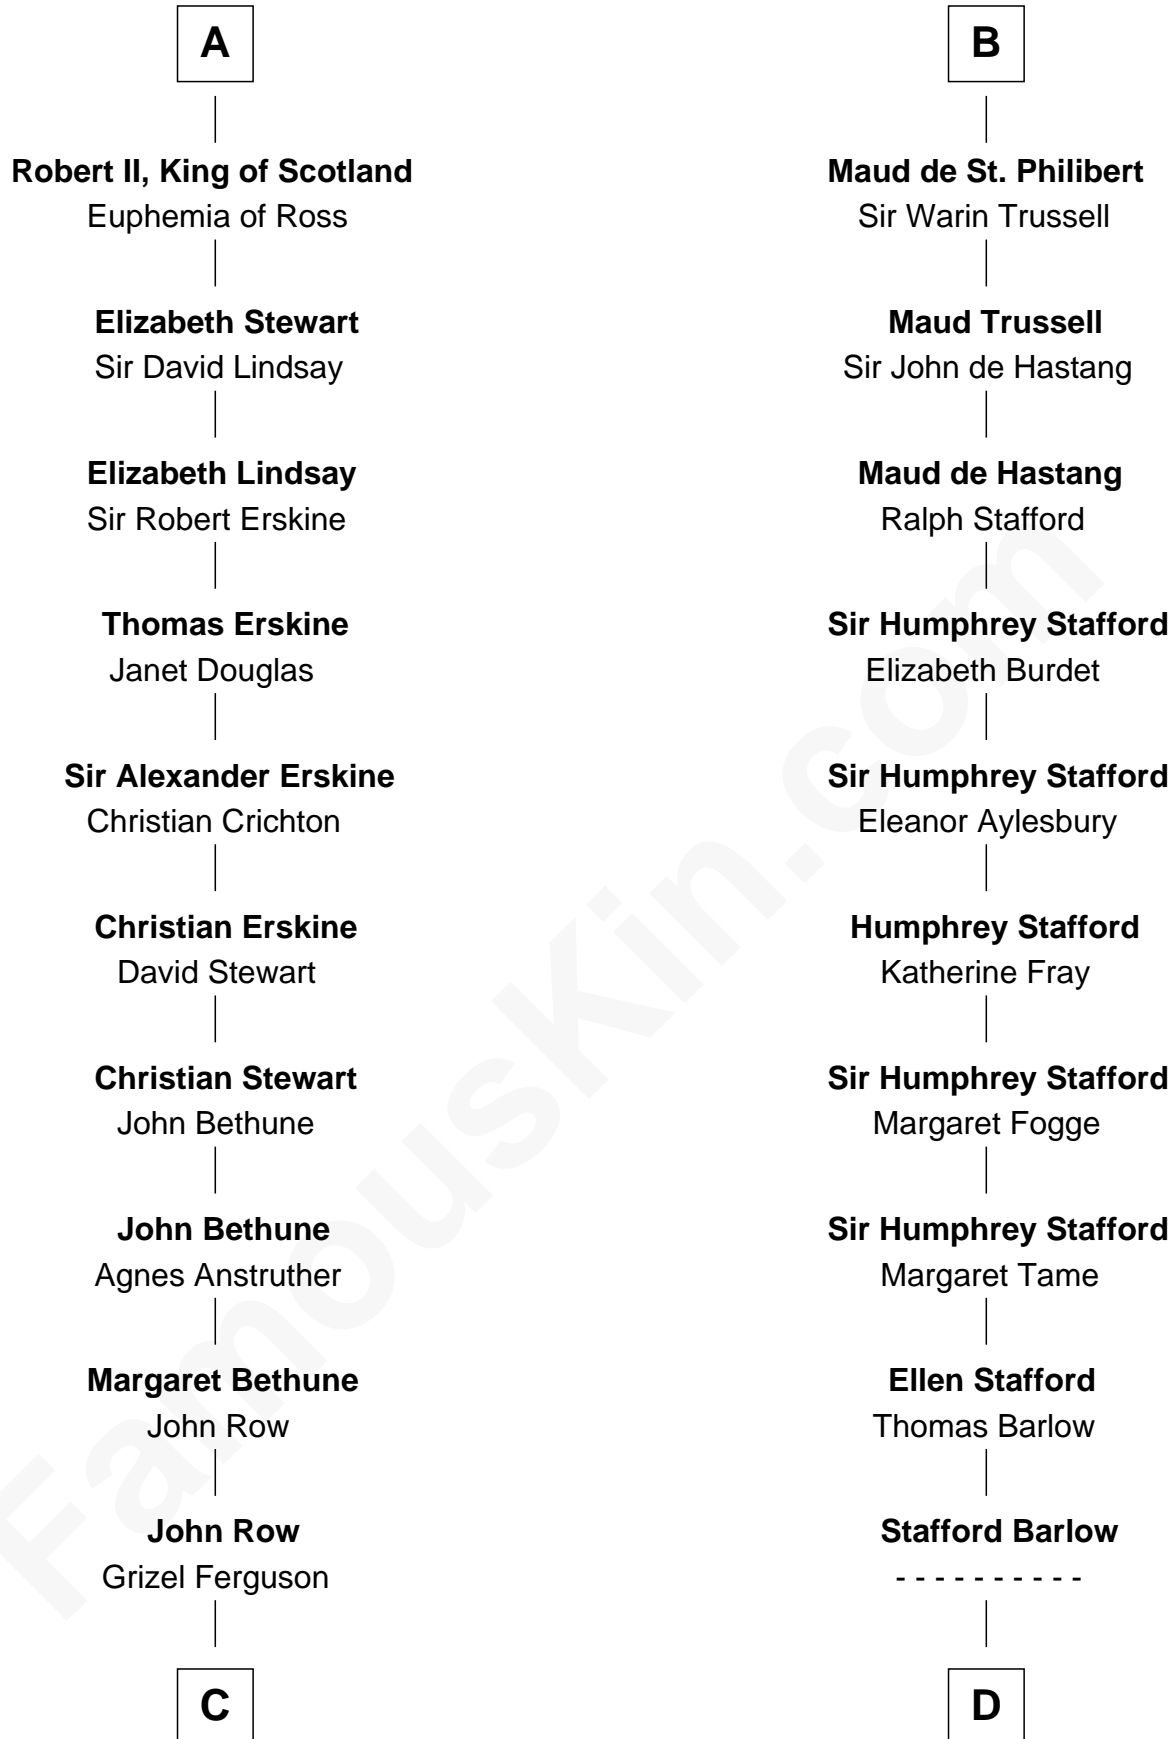 A
Robert II, King of Scotland
Euphemia of Ross
Elizabeth Stewart
Sir David Lindsay
Elizabeth Lindsay
Sir Robert Erskine
Thomas Erskine
Janet Douglas
Sir Alexander Erskine
Christian Crichton
Christian Erskine
David Stewart
Christian Stewart
John Bethune
John Bethune
Agnes Anstruther
Margaret Bethune
John Row
John Row
Grizel Ferguson
C
B
Maud de St. Philibert
Sir Warin Trussell
Maud Trussell
Sir John de Hastang
Maud de Hastang
Ralph Stafford
Sir Humphrey Stafford
Elizabeth Burdet
Sir Humphrey Stafford
Eleanor Aylesbury
Humphrey Stafford
Katherine Fray
Sir Humphrey Stafford
Margaret Fogge
Sir Humphrey Stafford
Margaret Tame
Ellen Stafford
Thomas Barlow
Stafford Barlow
- - - - - - - - - -
D
FamousKin.com